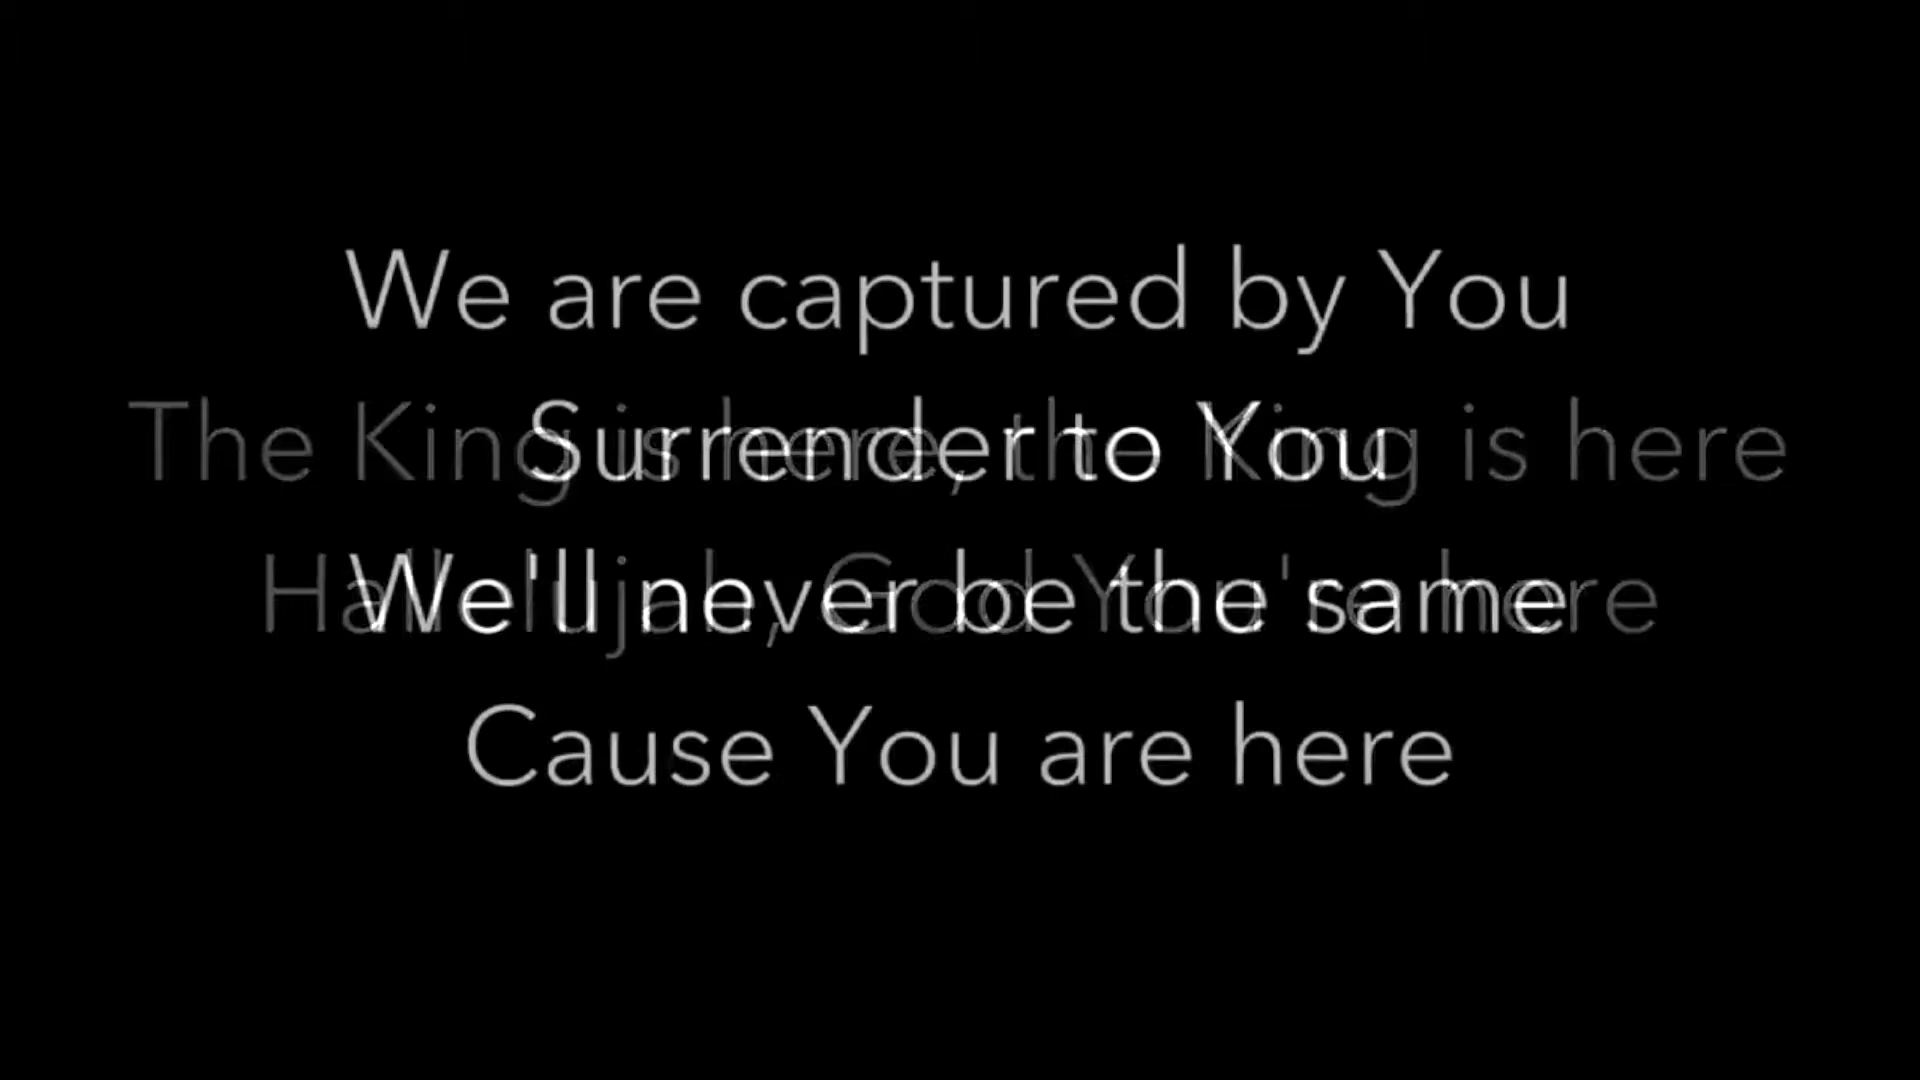 We are captured by You
The King is here, the King is here
Surrender to You
Hallelujah, God You're here
We'll never be the same
Cause You are here